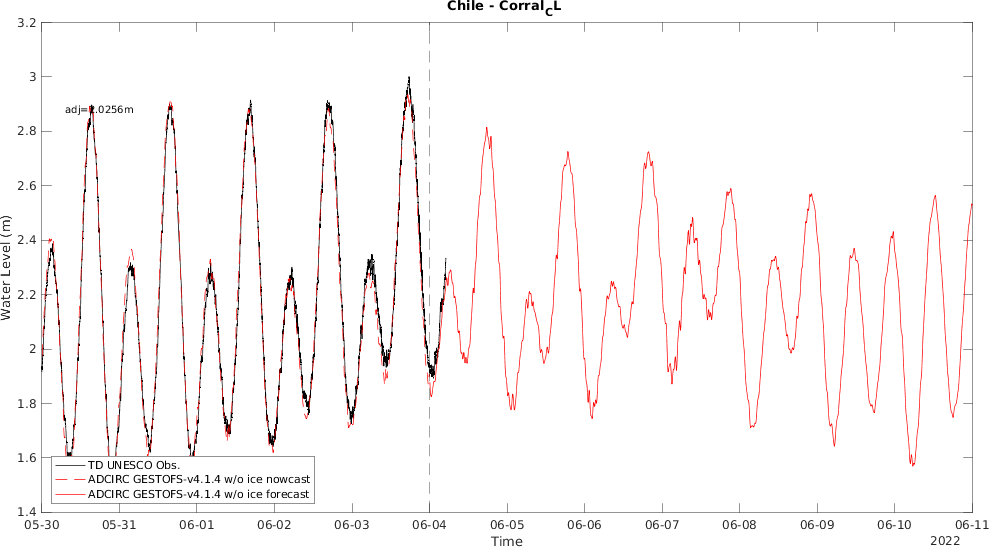 Chile - Corral_CL
3.2
3
2.8
2.6
2.4
2.2
2
1.8
1.6
1.4
Water Level (m)
adj= .0256m
TD UNESCO Obs.
ADCIRC GESTOFS-v4.1.4 w/o ice nowcast
ADCIRC GESTOFS-v4.1.4 w/o ice forecast
05-30 05-31 06-01 06-02 06-03 06-04 06-05 06-06 06-07 06-08 06-09 06-10 06-11
Time
2022